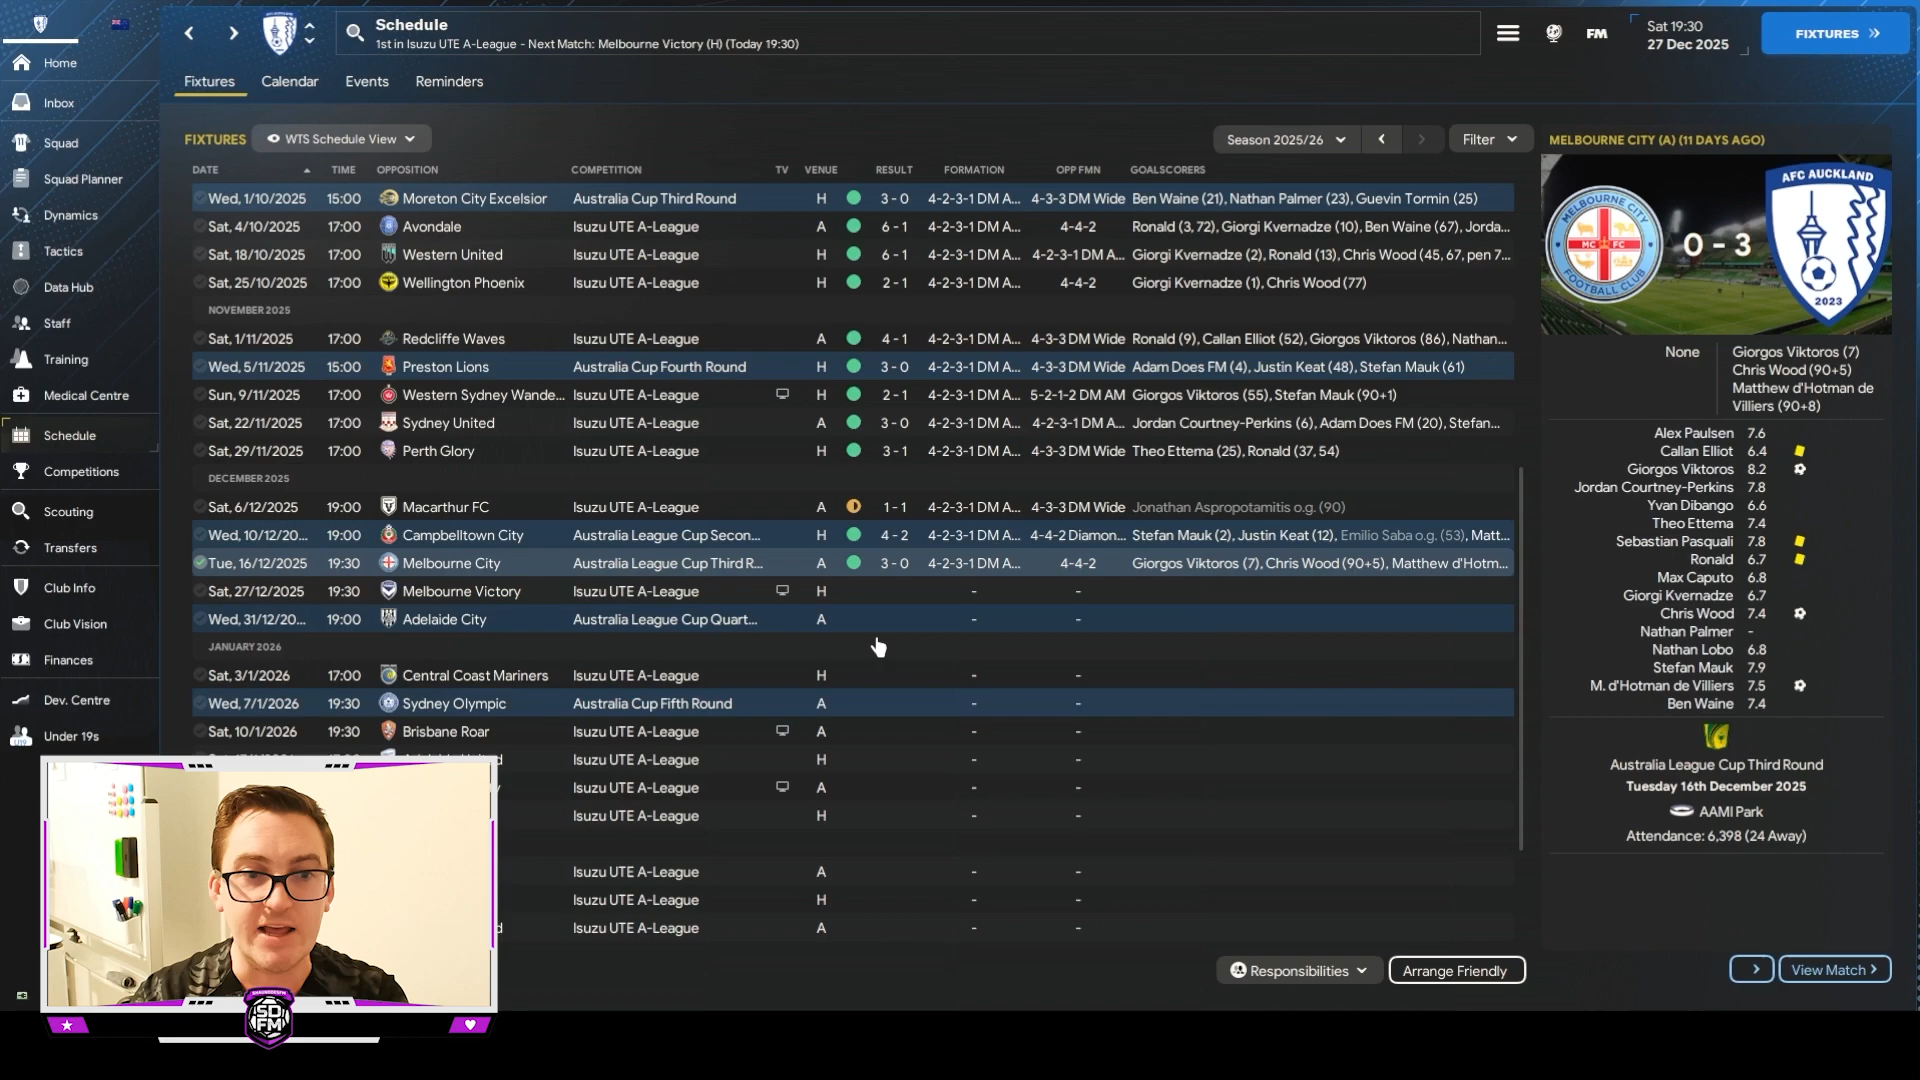 Schedule
1st in Isuzu UTE A-League - Next Match: Melbourne Victory (H) (Today 19:30)
FM
Sat 19:30
27 Dec 2025
FIXTURES
Home
Inbox
Squad
Squad Planner
Dynamics
Tactics
Data Hub
Staff
Training
Medical Centre
Schedule
Competitions
Scouting
Transfers
Club Info
Club Vision
Finances
Dev. Centre
Under 19s
Fixtures Calendar Events Reminders
FIXTURES WTS Schedule View Season 2025/26 Filter
DATE TIME OPPOSITION COMPETITION TV VENUE RESULT FORMATION OPP FMN GOALSCORERS
Wed, 1/10/2025 15:00 Moreton City Excelsior Australia Cup Third Round H 3 - 0 4-2-3-1 DM A... 4-3-3 DM Wide Ben Waine (21), Nathan Palmer (23), Guevin Tormin (25)
Sat, 4/10/2025 17:00 Avondale Isuzu UTE A-League A 6 - 1 4-2-3-1 DM A... 4-4-2 Ronald (3, 72), Giorgi Kvernadze (10), Ben Waine (67), Jorda...
Sat, 18/10/2025 17:00 Western United Isuzu UTE A-League H 6 - 1 4-2-3-1 DM A... 4-2-3-1 DM A... Giorgi Kvernadze (2), Ronald (13), Chris Wood (45, 67, pen 7...
Sat, 25/10/2025 17:00 Wellington Phoenix Isuzu UTE A-League H 2 - 1 4-2-3-1 DM A... 4-4-2 Giorgi Kvernadze (1), Chris Wood (77)
NOVEMBER 2025
Sat, 1/11/2025 17:00 Redcliffe Waves Isuzu UTE A-League A 4 - 1 4-2-3-1 DM A... 4-3-3 DM Wide Ronald (9), Callan Elliot (52), Giorgos Viktoros (86), Nathan...
Wed, 5/11/2025 15:00 Preston Lions Australia Cup Fourth Round H 3 - 0 4-2-3-1 DM A... 4-3-3 DM Wide Adam Does FM (4), Justin Keat (48), Stefan Mauk (61)
Sun, 9/11/2025 17:00 Western Sydney Wande... Isuzu UTE A-League H 2 - 1 4-2-3-1 DM A... 5-2-1-2 DM AM Giorgos Viktoros (55), Stefan Mauk (90+1)
Sat, 22/11/2025 17:00 Sydney United Isuzu UTE A-League A 3 - 0 4-2-3-1 DM A... 4-2-3-1 DM A... Jordan Courtney-Perkins (6), Adam Does FM (20), Stefan...
Sat, 29/11/2025 17:00 Perth Glory Isuzu UTE A-League H 3 - 1 4-2-3-1 DM A... 4-3-3 DM Wide Theo Ettema (25), Ronald (37, 54)
DECEMBER 2025
Sat, 6/12/2025 19:00 Macarthur FC Isuzu UTE A-League A 1 - 1 4-2-3-1 DM A... 4-3-3 DM Wide Jonathan Aspropotamitis o.g. (90)
Wed, 10/12/20... 19:00 Campbelltown City Australia League Cup Secon... H 4 - 2 4-2-3-1 DM A... 4-4-2 Diamon... Stefan Mauk (2), Justin Keat (12), Emilio Saba o.g. (53), Matt...
Tue, 16/12/2025 19:30 Melbourne City Australia League Cup Third R... A 3 - 0 4-2-3-1 DM A... 4-4-2 Giorgos Viktoros (7), Chris Wood (90+5), Matthew d'Hotm...
Sat, 27/12/2025 19:30 Melbourne Victory Isuzu UTE A-League H - -
Wed, 31/12/20... 19:00 Adelaide City Australia League Cup Quart... A - -
JANUARY 2026
Sat, 3/1/2026 17:00 Central Coast Mariners Isuzu UTE A-League H - -
Wed, 7/1/2026 19:30 Sydney Olympic Australia Cup Fifth Round A - -
Sat, 10/1/2026 19:30 Brisbane Roar Isuzu UTE A-League A - -
Isuzu UTE A-League H - -
Isuzu UTE A-League A - -
Isuzu UTE A-League H - -
Isuzu UTE A-League A - -
Isuzu UTE A-League H - -
Isuzu UTE A-League A - -
Responsibilities Arrange Friendly
MELBOURNE CITY (A) (11 DAYS AGO)
MELBOURNE CITY
MC FC
FOOTBALL CLUB
0 - 3
AFC AUCKLAND
2023
None
Giorgos Viktoros (7)
Chris Wood (90+5)
Matthew d'Hotman de
Villiers (90+8)
Alex Paulsen 7.6
Callan Elliot 6.4
Giorgos Viktoros 8.2
Jordan Courtney-Perkins 7.8
Yvan Dibango 6.6
Theo Ettema 7.4
Sebastian Pasquali 7.8
Ronald 6.7
Max Caputo 6.8
Giorgi Kvernadze 6.7
Chris Wood 7.4
Nathan Palmer -
Nathan Lobo 6.8
Stefan Mauk 7.9
M. d'Hotman de Villiers 7.5
Ben Waine 7.4
Australia League Cup Third Round
Tuesday 16th December 2025
AAMI Park
Attendance: 6,398 (24 Away)
View Match
SD
FM